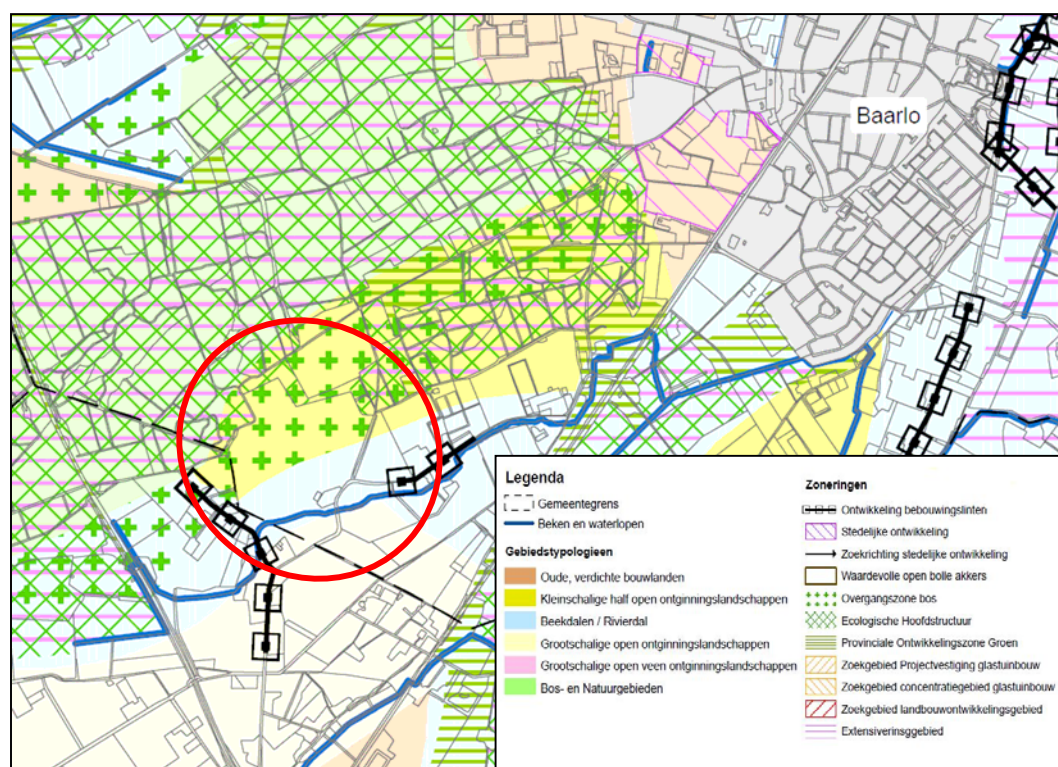 Baarlo
Legenda
Gemeentegrens
Beken en waterlopen
Gebiedstypologieen
Oude, verdichte bouwlanden
Kleinschalige half open ontginningslandschappen
Beekdalen / Rivierdal
Grootschalige open ontginningslandschappen
Grootschalige open veen ontginningslandschappen
Bos- en Natuurgebieden
Zoneringen
Ontwikkeling bebouwingslinten
Stedelijke ontwikkeling
Zoekrichting stedelijke ontwikkeling
Waardevolle open bolle akkers
Overgangszone bos
Ecologische Hoofdstructuur
Provinciale Ontwikkelingszone Groen
Zoekgebied Projectvestiging glastuinbouw
Zoekgebied concentratiegebied glastuinbouw
Zoekgebied landbouwontwikkelingsgebied
Extensiverinsggebied